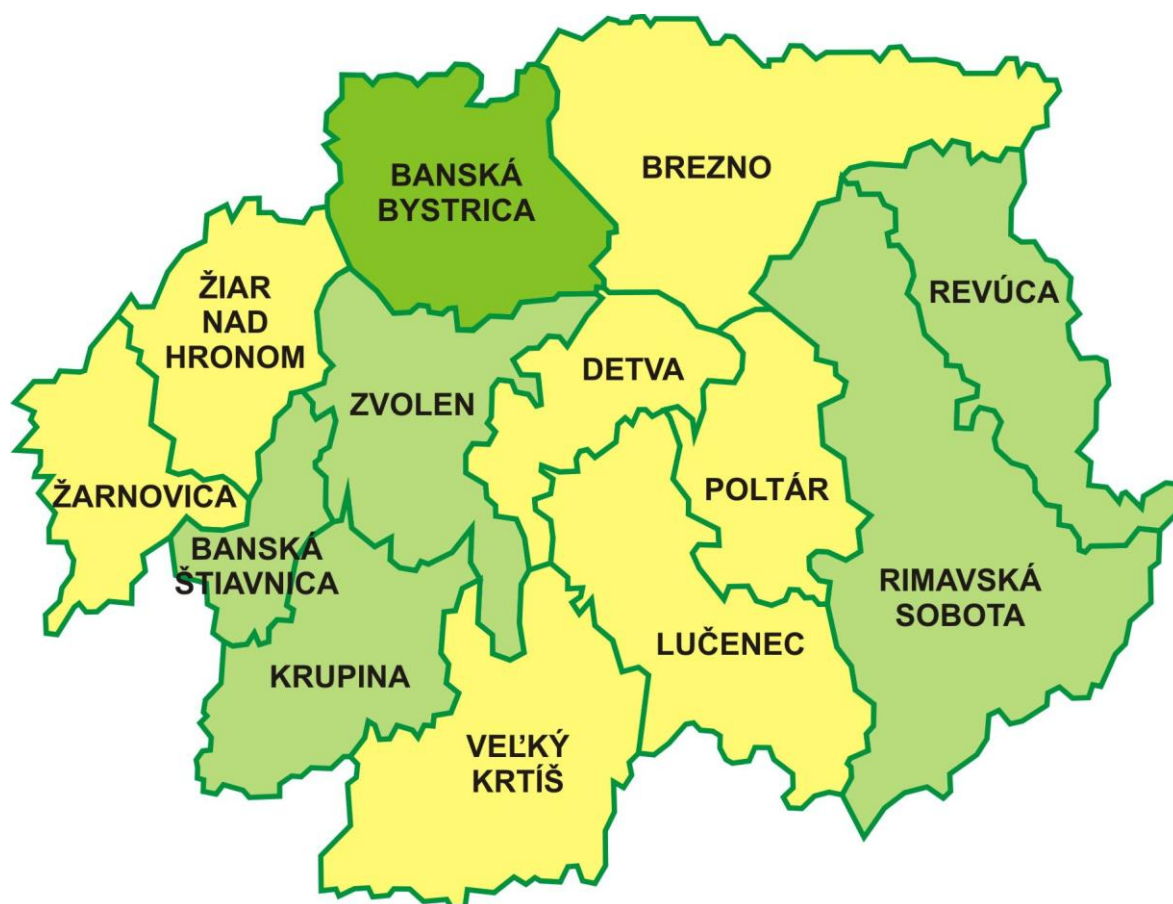 BANSKÁ
BYSTRICA
BREZNO
ŽIAR
NAD
HRONOM
REVÚCA
DETVA
ZVOLEN
ŽARNOVICA
POLTÁR
BANSKÁ
ŠTIAVNICA
RIMAVSKÁ
SOBOTA
LUČENEC
KRUPINA
VEĽKÝ
KRTÍŠ